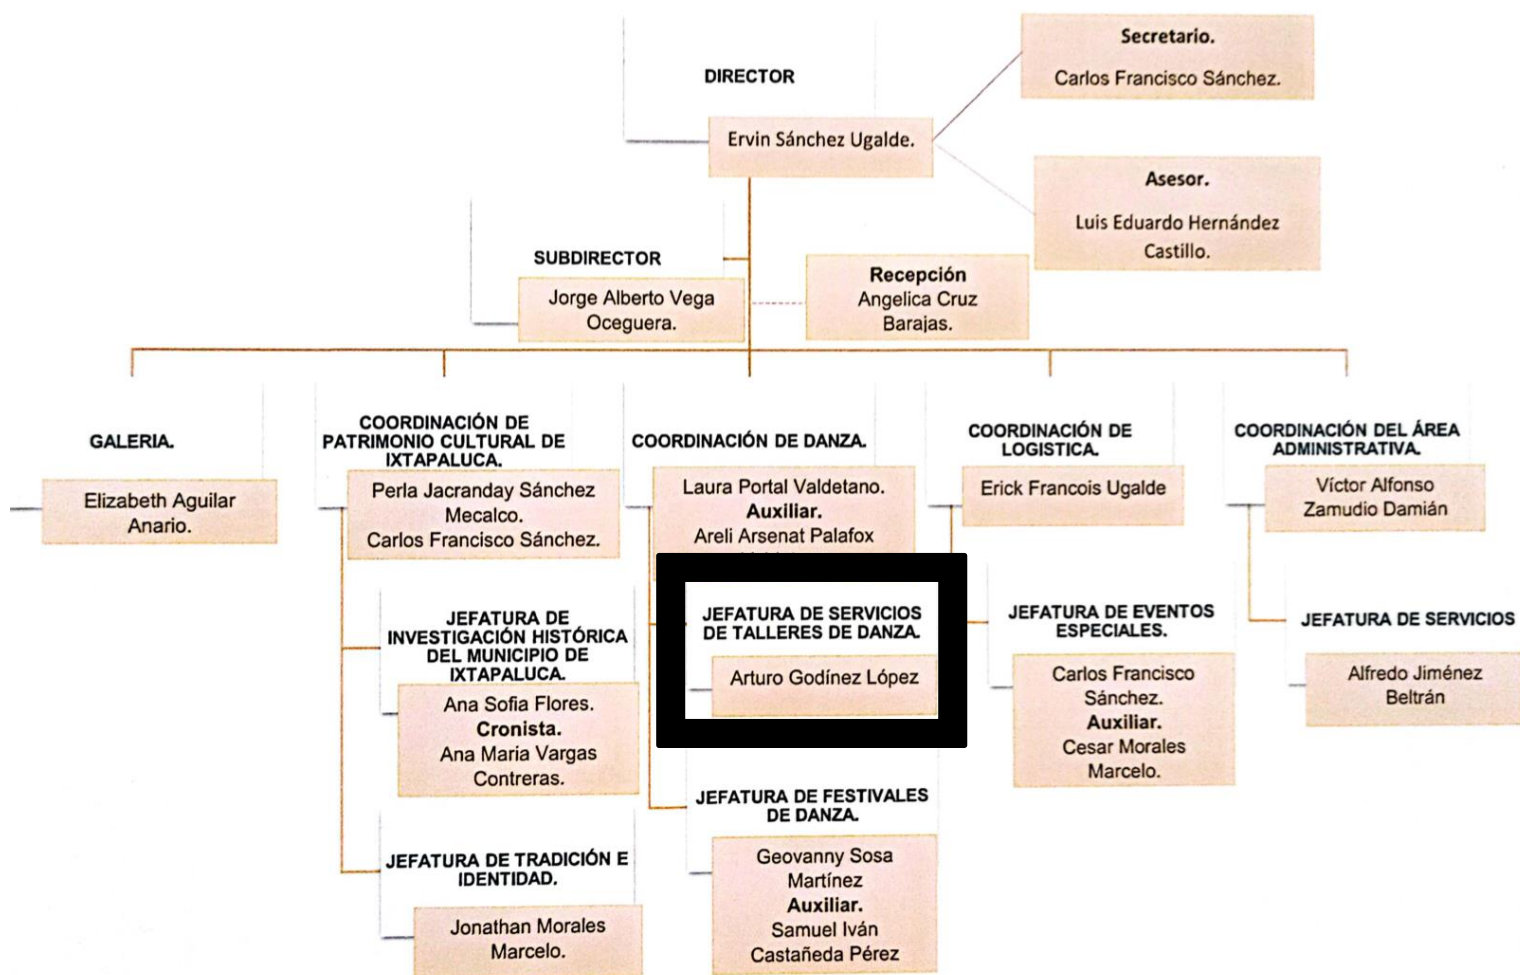 Secretario.
Carlos Francisco Sánchez.
DIRECTOR
Ervin Sánchez Ugalde.
Asesor.
Luis Eduardo Hernández
Castillo.
SUBDIRECTOR
Jorge Alberto Vega
Oceguera.
Recepción
Angelica Cruz
Barajas.
GALERIA.
Elizabeth Aguilar
Anario.
COORDINACIÓN DE
PATRIMONIO CULTURAL DE
IXTAPALUCA.
Perla Jacranday Sánchez
Mecalco.
Carlos Francisco Sánchez.
JEFATURA DE
INVESTIGACIÓN HISTÓRICA
DEL MUNICIPIO DE
IXTAPALUCA.
Ana Sofia Flores.
Cronista.
Ana Maria Vargas
Contreras.
JEFATURA DE TRADICIÓN E
IDENTIDAD.
Jonathan Morales
Marcelo.
COORDINACIÓN DE DANZA.
Laura Portal Valdetano.
Auxiliar.
Areli Arsenat Palafox
JEFATURA DE SERVICIOS
DE TALLERES DE DANZA.
Arturo Godínez López
JEFATURA DE FESTIVALES
DE DANZA.
Geovanny Sosa
Martínez
Auxiliar.
Samuel Iván
Castañeda Pérez
COORDINACIÓN DE
LOGISTICA.
Erick Francois Ugalde
JEFATURA DE EVENTOS
ESPECIALES.
Carlos Francisco
Sánchez.
Auxiliar.
Cesar Morales
Marcelo.
COORDINACIÓN DEL ÁREA
ADMINISTRATIVA.
Víctor Alfonso
Zamudio Damián
JEFATURA DE SERVICIOS
Alfredo Jiménez
Beltrán